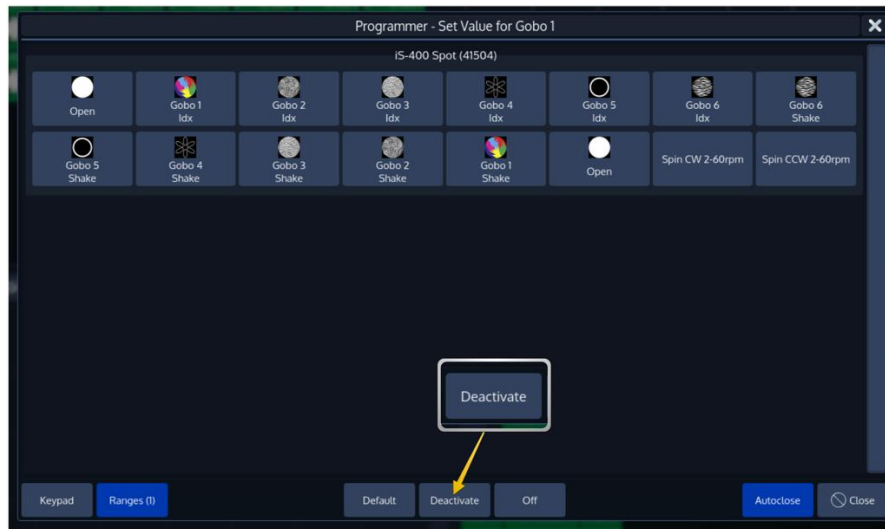 Programmer - Set Value for Gobo 1
iS-400 Spot (41504)
Open
Gobo 1
Idx
Gobo 2
Idx
Gobo 3
Idx
Gobo 4
Idx
Gobo 5
Idx
Gobo 6
Idx
Gobo 6
Shake
Gobo 5
Shake
Gobo 4
Shake
Gobo 3
Shake
Gobo 2
Shake
Gobo 1
Shake
Open
Spin CW 2-60rpm
Spin CCW 2-60rpm
Deactivate
Keypad
Ranges (1)
Default
Deactivate
Off
Autoclose
Close